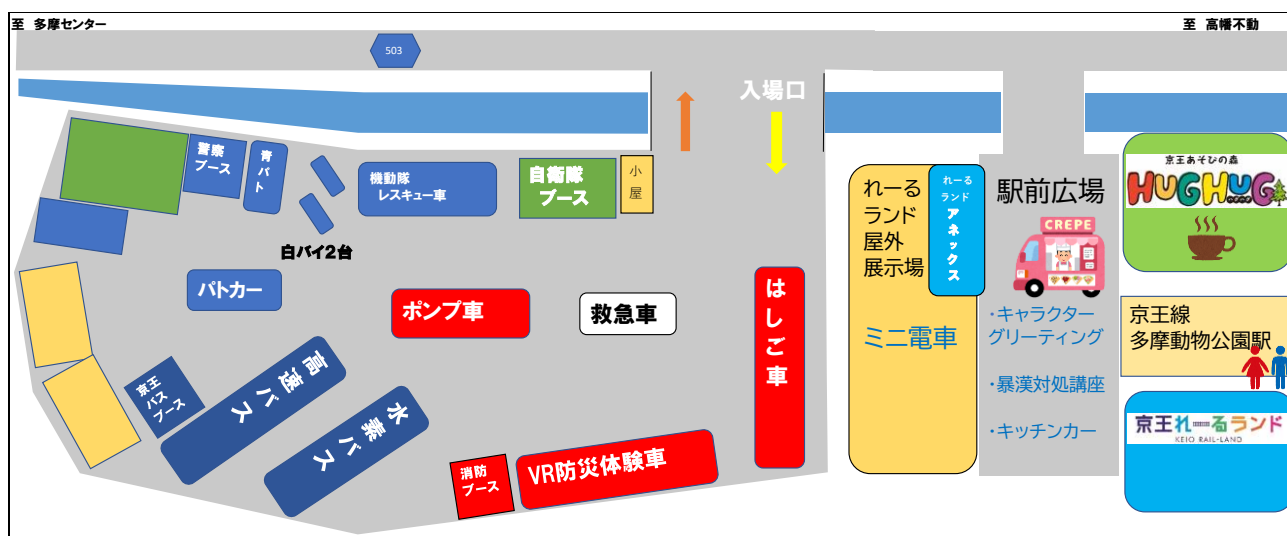 至 多摩センター
至 高幡不動
503
入場口
警察
ブース
青パト
機動隊
レスキュー車
自衛隊
ブース
小屋
白バイ2台
パトカー
ポンプ車
救急車
はしご車
京王
バス
ブース
高速バス
水素バス
消防
ブース
VR防災体験車
れーる
ランド
屋外
展示場
ミニ電車
れーる
ランド
アネックス
駅前広場
CREPE
・キャラクター
グリーティング
・暴漢対処講座
・キッチンカー
京王あそびの森
HUGHUG
京王線
多摩動物公園駅
京王れーるランド
KEIO RAIL-LAND